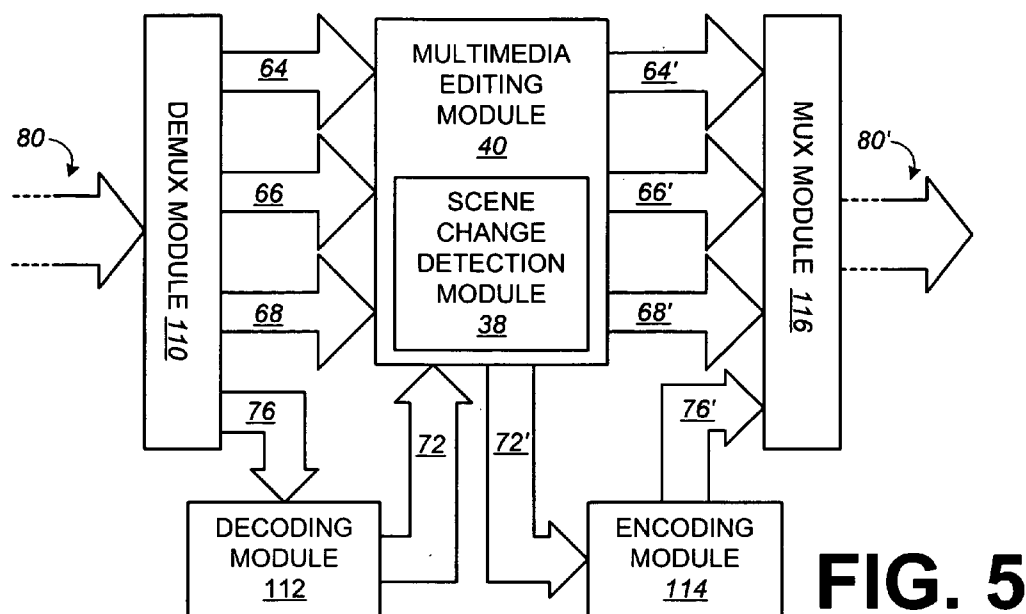 80
DEMUX MODULE 110
64
66
68
76
MULTIMEDIA
EDITING
MODULE
40
SCENE
CHANGE
DETECTION
MODULE
38
64'
66'
68'
MUX MODULE 116
80'
72
72'
76'
DECODING
MODULE
112
ENCODING
MODULE
114
FIG. 5